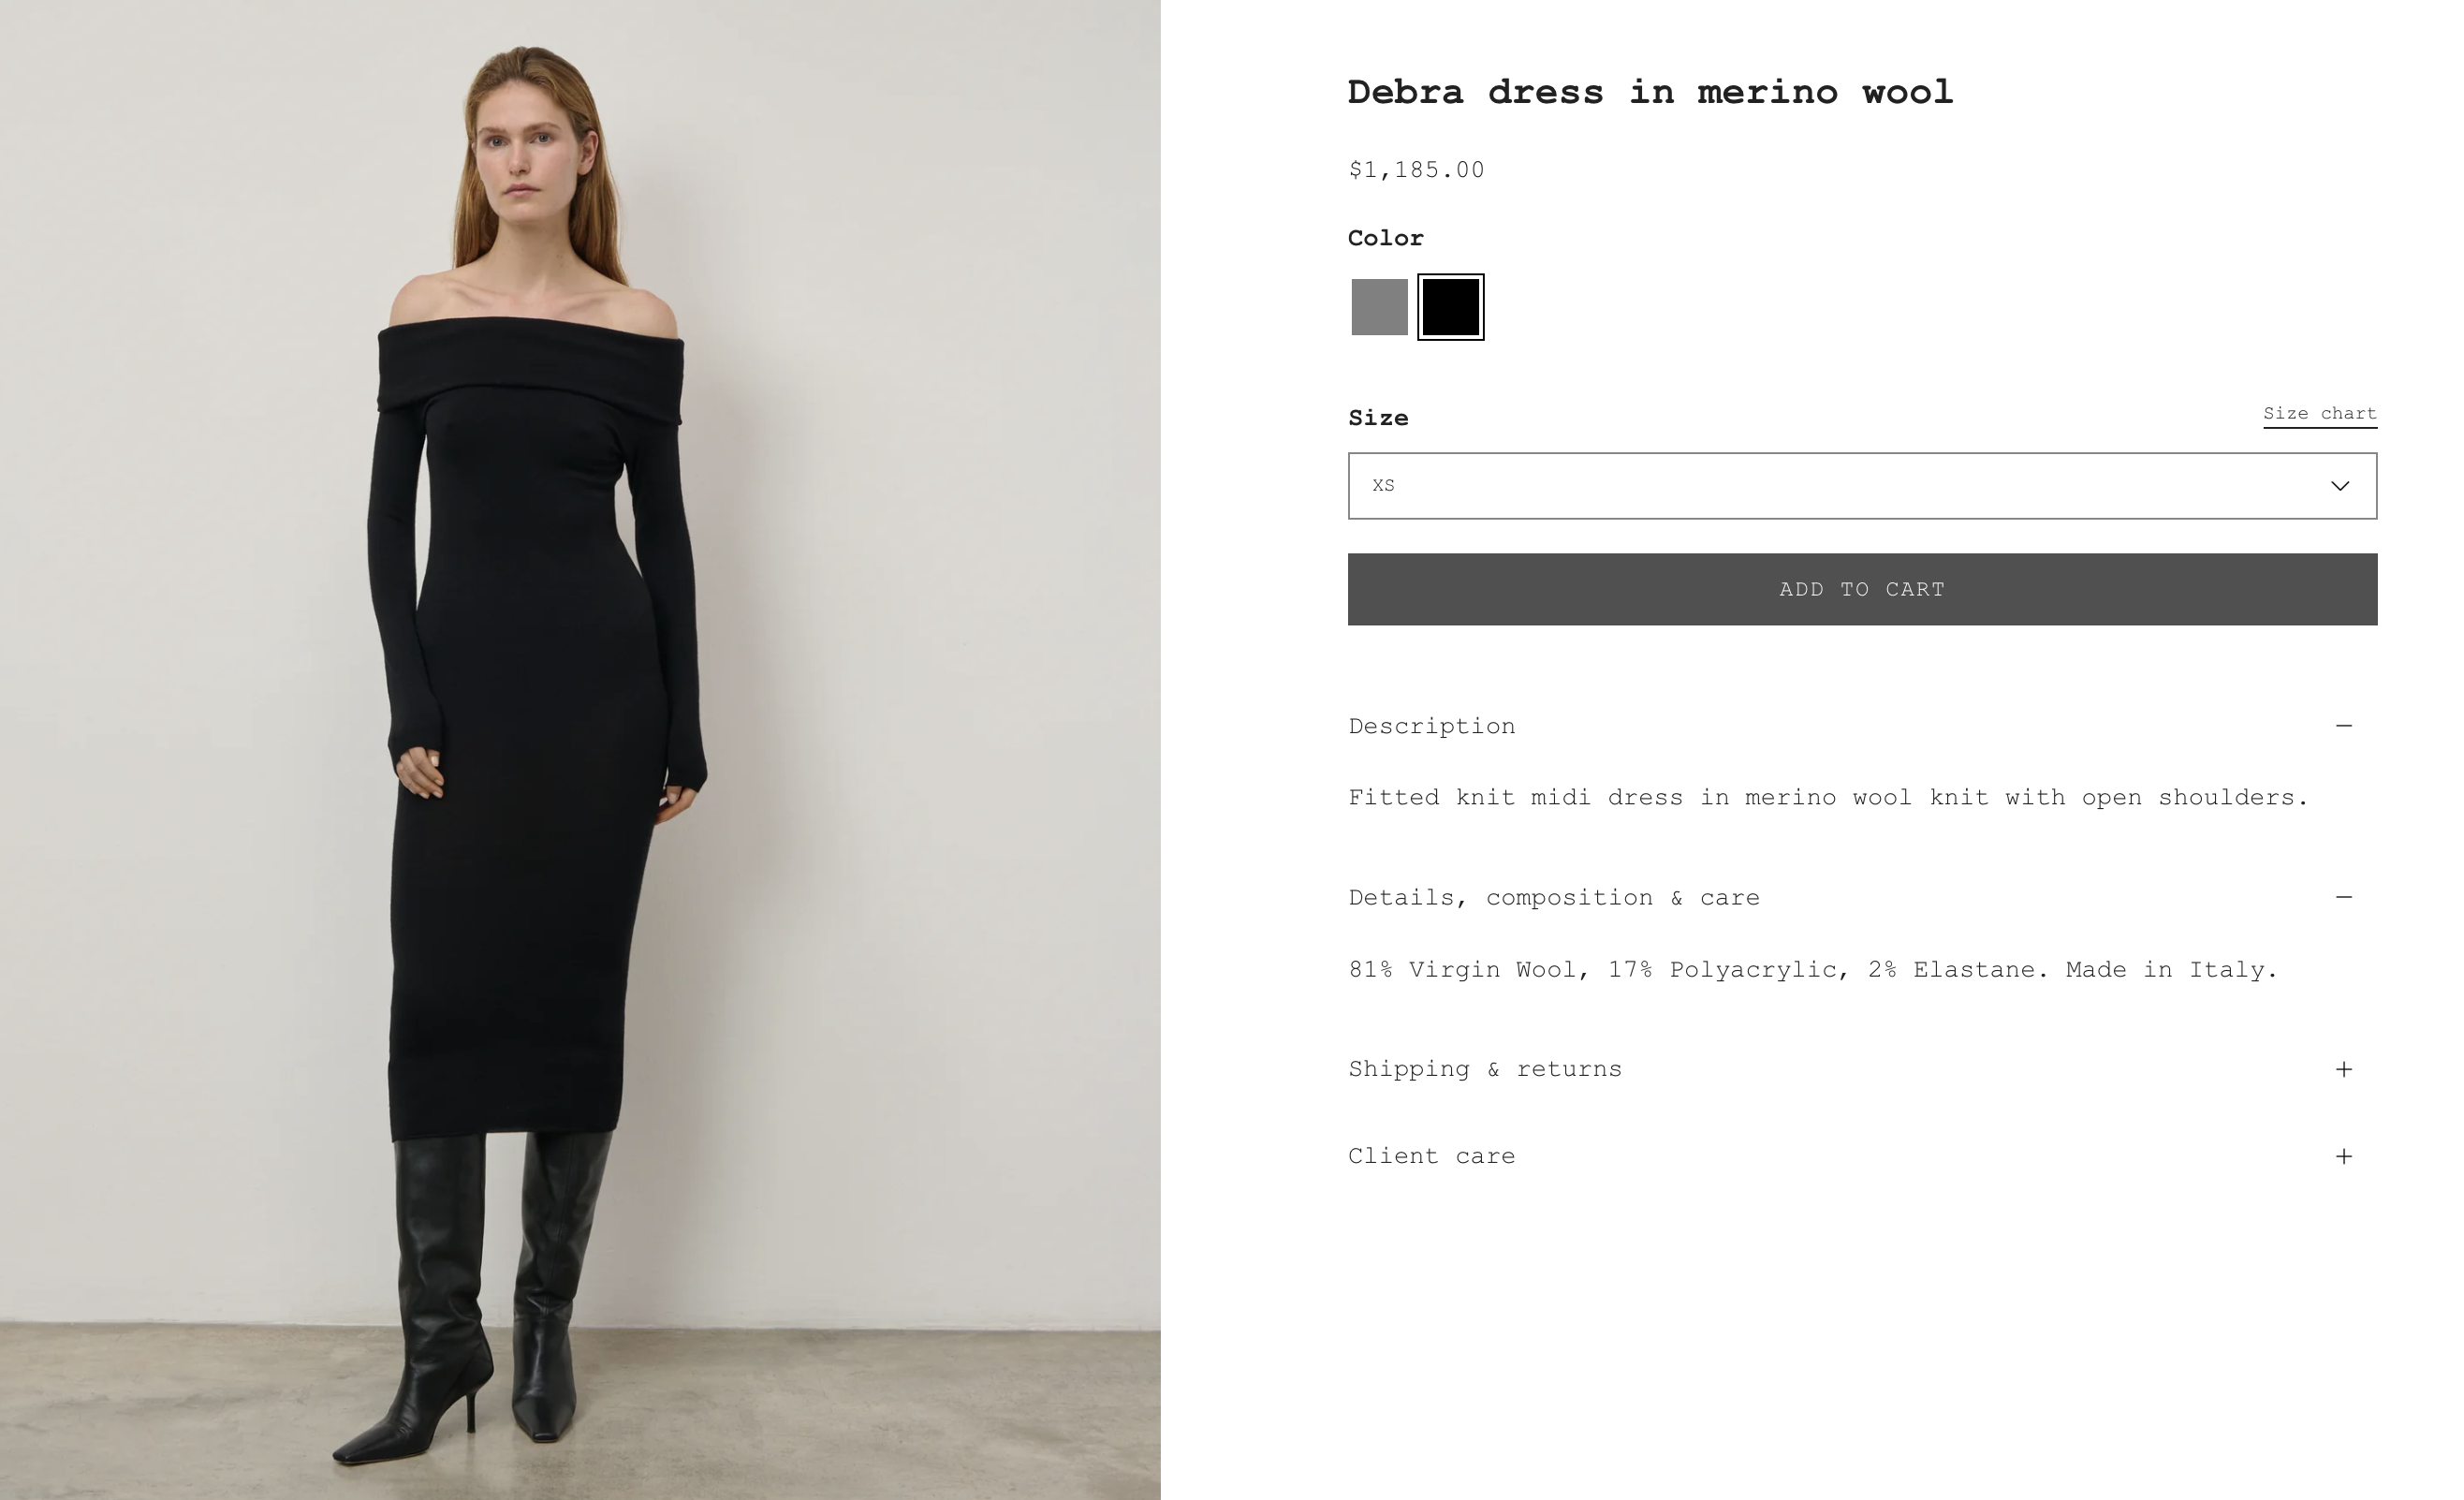 Debra dress in merino wool
$1,185.00
Color
Size
Size chart
XS
ADD TO CART
Description
Fitted knit midi dress in merino wool knit with open shoulders.
Details, composition & care
81% Virgin Wool, 17% Polyacrylic, 2% Elastane. Made in Italy.
Shipping & returns
Client care